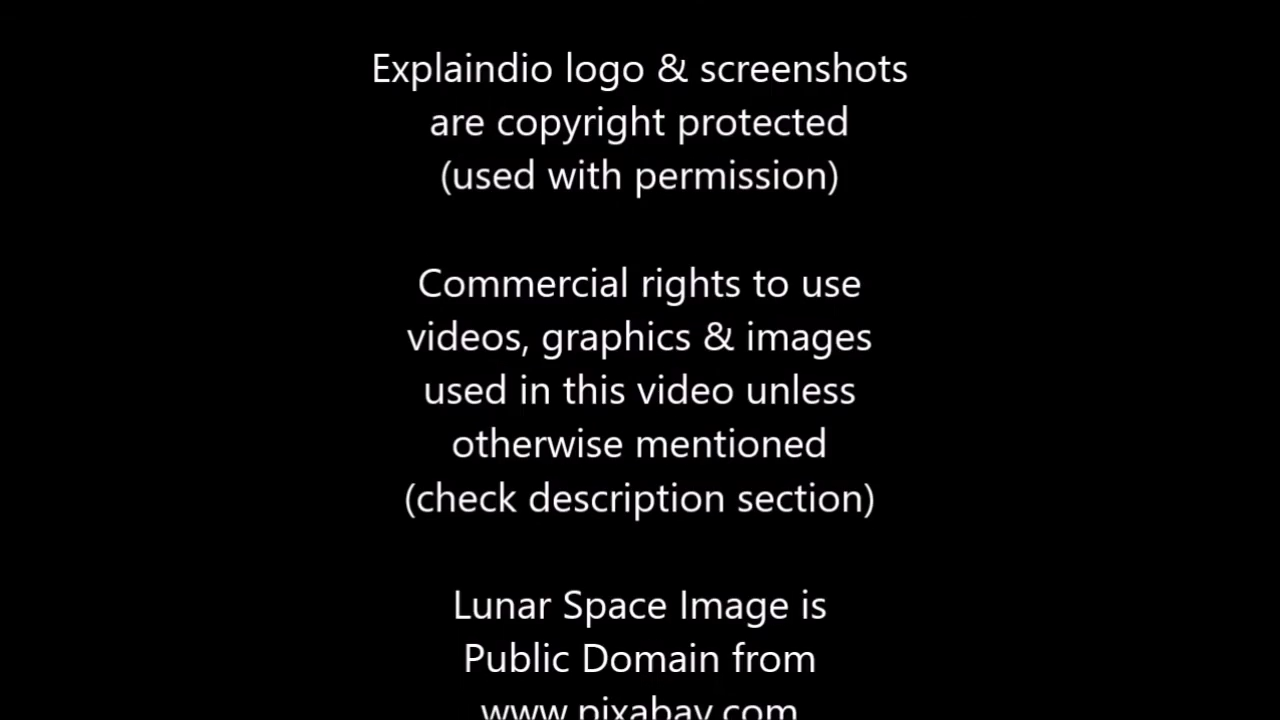 Explaindio logo & screenshots
are copyright protected
(used with permission)
Commercial rights to use
videos, graphics & images
used in this video unless
otherwise mentioned
(check description section)
Lunar Space Image is
Public Domain from
www.pixabay.com